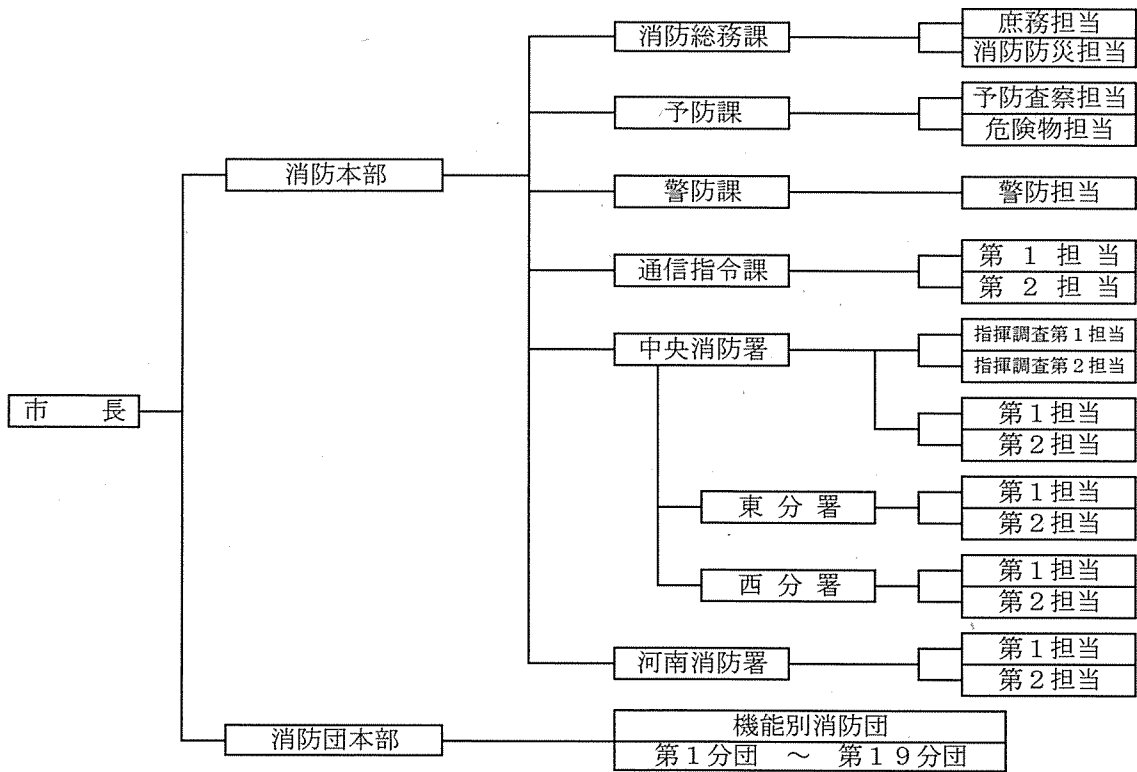 消防総務課
庶務担当
消防防災担当
予防課
予防査察担当
危険物担当
消防本部
警防課
警防担当
通信指令課
第１担当
第２担当
中央消防署
指揮調査第１担当
指揮調査第２担当
市長
第１担当
第２担当
東分署
第１担当
第２担当
西分署
第１担当
第２担当
河南消防署
第１担当
第２担当
消防団本部
機能別消防団
第１分団　～　第１９分団